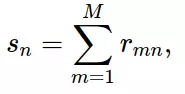 $s_n = \sum_{m=1}^{M} r_{mn},$